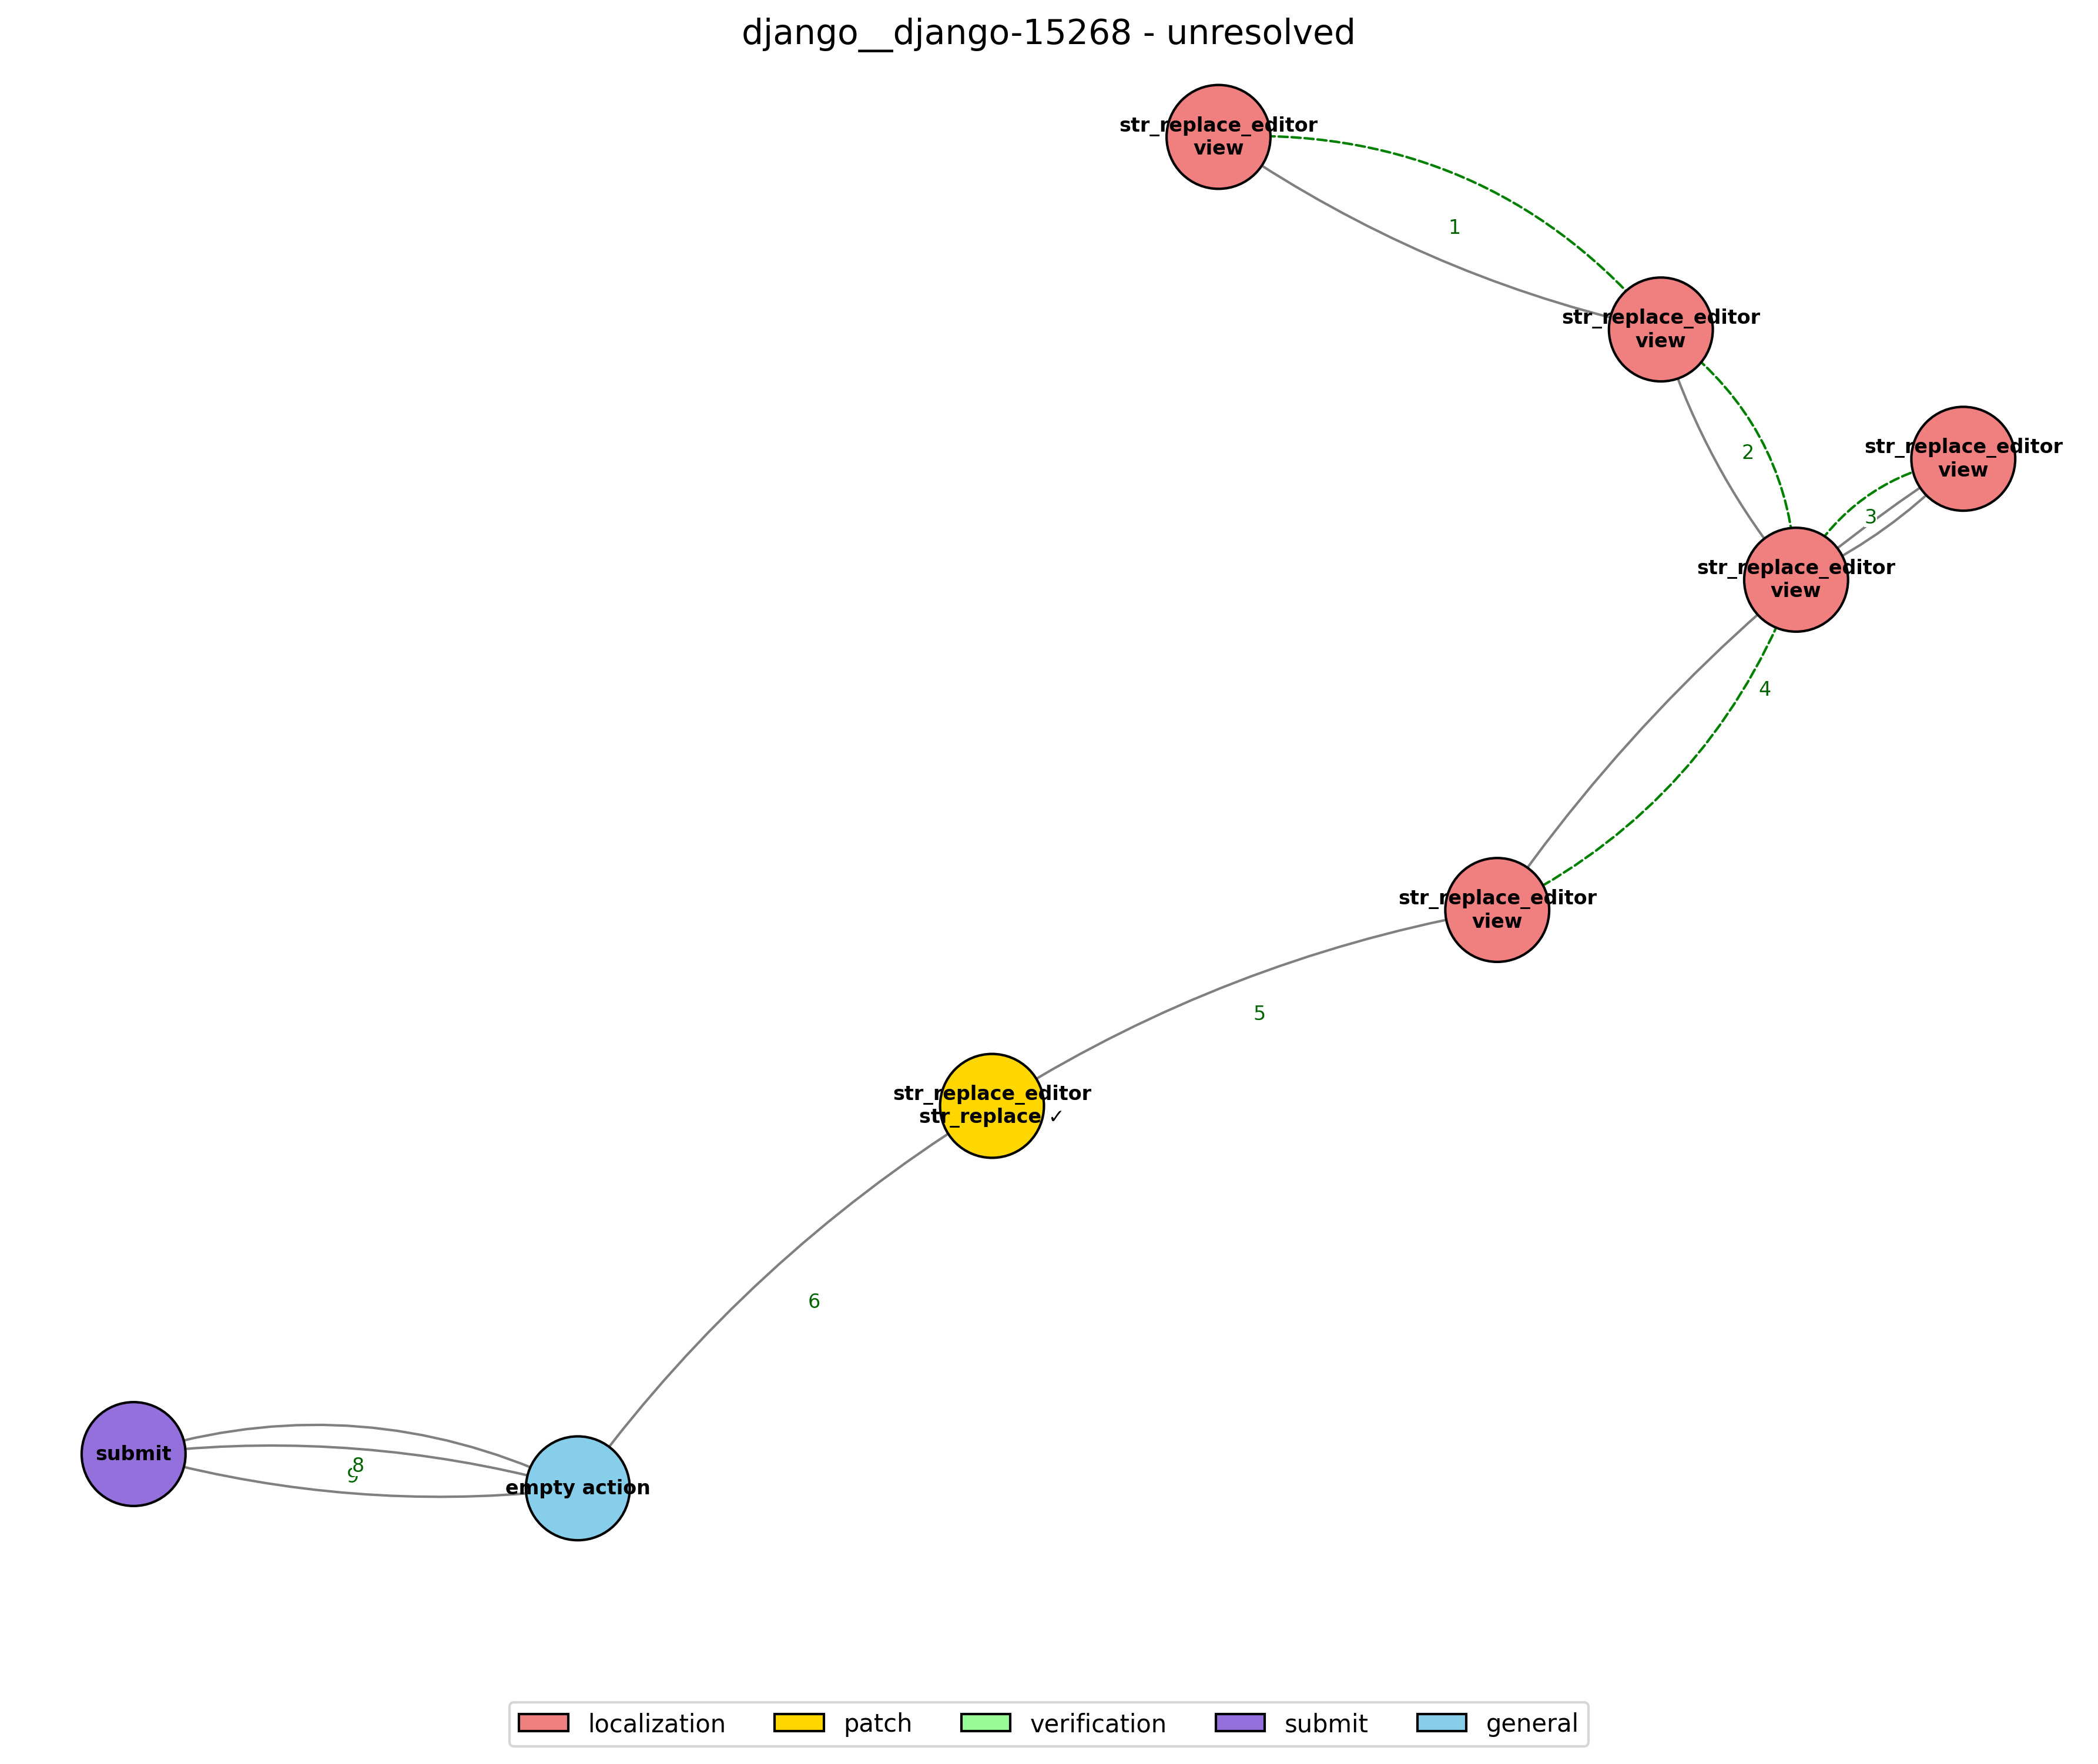 django__django-15268 - unresolved
str_replace_editor
view
1
str_replace_editor
view
2
str_replace_editor
view
3
str_replace_editor
view
4
str_replace_editor
view
5
str_replace_editor
str_replace ✓
6
submit
8
9
empty action
localization
patch
verification
submit
general